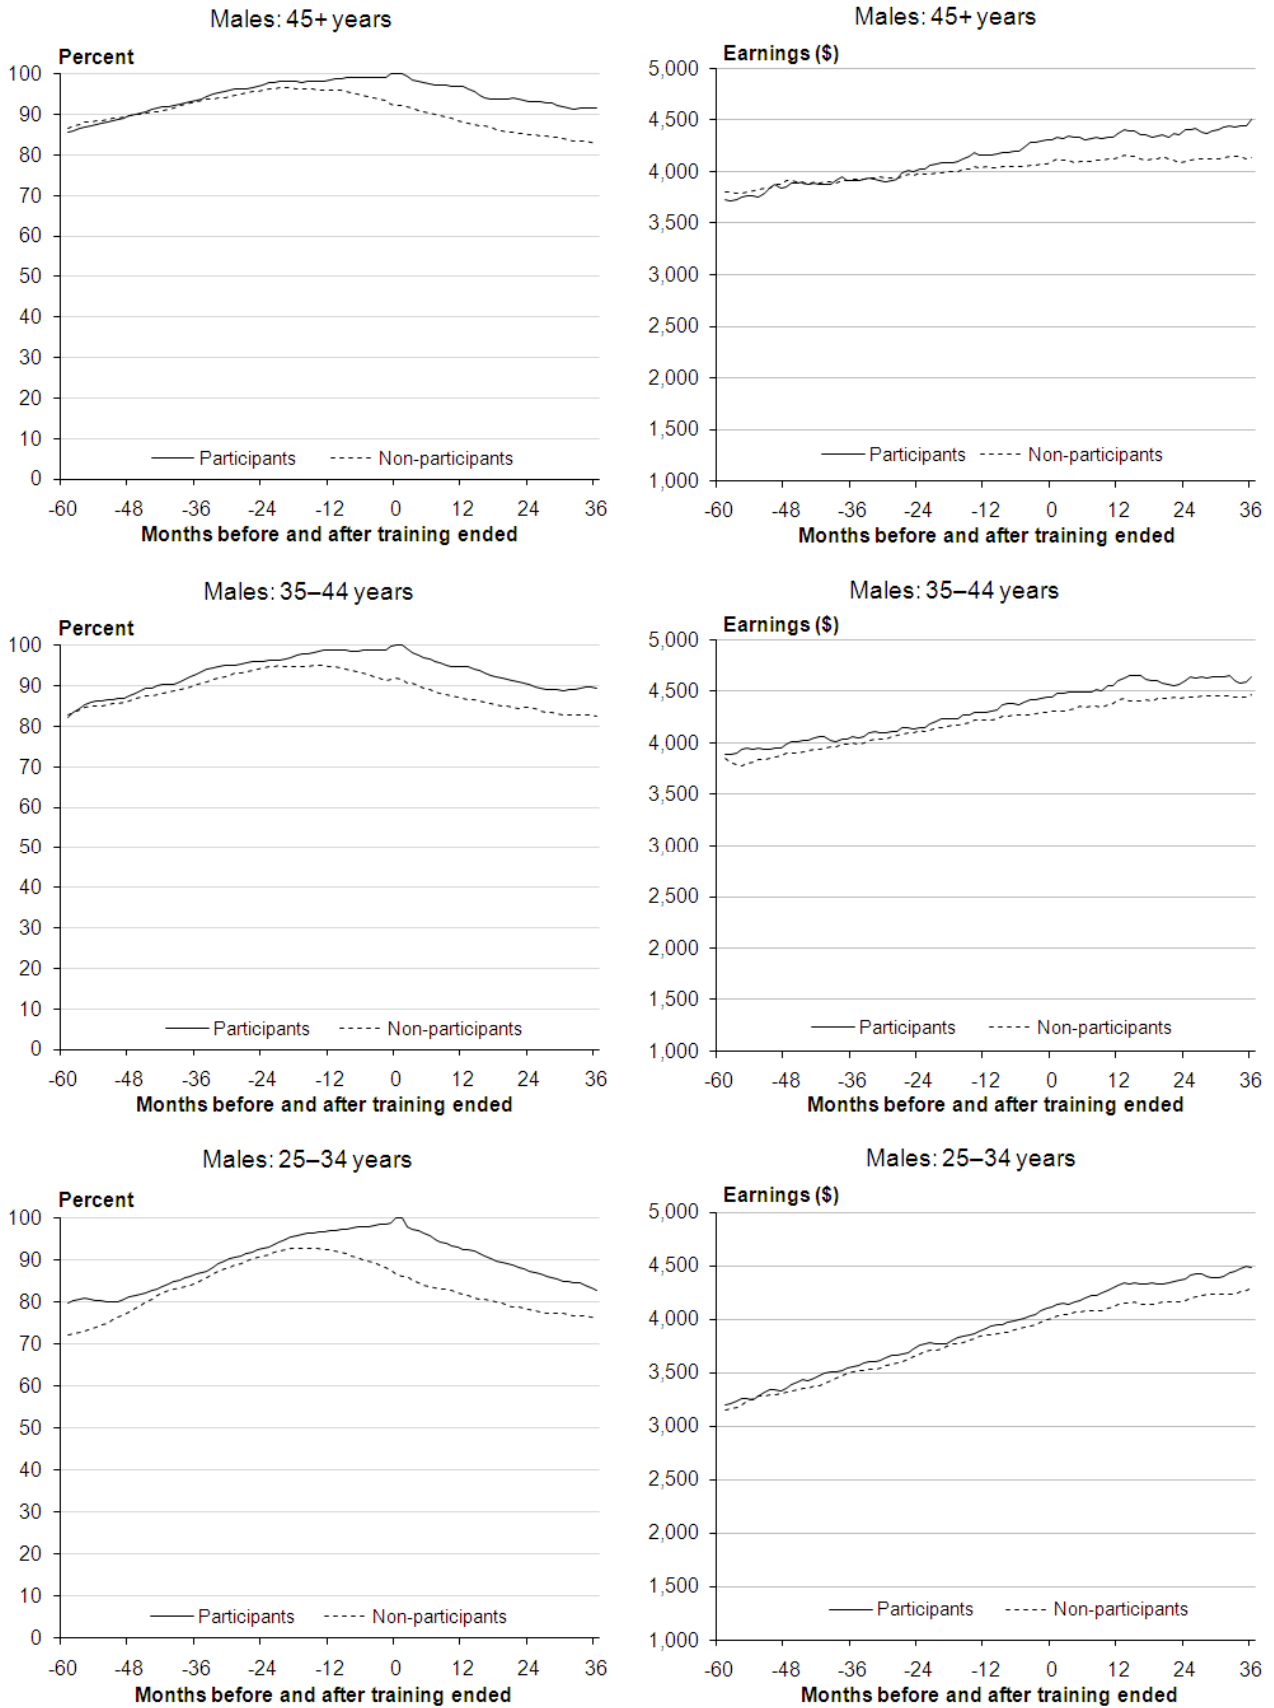 Males: 45+ years
Percent
100
90
80
70
60
50
40
30
20
10
0
Participants Non-participants
-60 -48 -36 -24 -12 0 12 24 36
Months before and after training ended
Males: 45+ years
Earnings ($)
5,000
4,500
4,000
3,500
3,000
2,500
2,000
1,500
1,000
Participants Non-participants
-60 -48 -36 -24 -12 0 12 24 36
Months before and after training ended
Males: 35–44 years
Percent
100
90
80
70
60
50
40
30
20
10
0
Participants Non-participants
-60 -48 -36 -24 -12 0 12 24 36
Months before and after training ended
Males: 35–44 years
Earnings ($)
5,000
4,500
4,000
3,500
3,000
2,500
2,000
1,500
1,000
Participants Non-participants
-60 -48 -36 -24 -12 0 12 24 36
Months before and after training ended
Males: 25–34 years
Percent
100
90
80
70
60
50
40
30
20
10
0
Participants Non-participants
-60 -48 -36 -24 -12 0 12 24 36
Months before and after training ended
Males: 25–34 years
Earnings ($)
5,000
4,500
4,000
3,500
3,000
2,500
2,000
1,500
1,000
Participants Non-participants
-60 -48 -36 -24 -12 0 12 24 36
Months before and after training ended